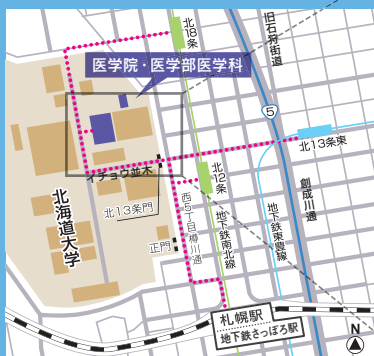 北18条
旧石狩街道
医学院・医学部医学科
5
北13条東
イチョウ並木
北12条
北13条門
北海道大学
西5丁目樽川通
地下鉄南北線
地下鉄東豊線
創成川通
正門
札幌駅
地下鉄さっぽろ駅
N